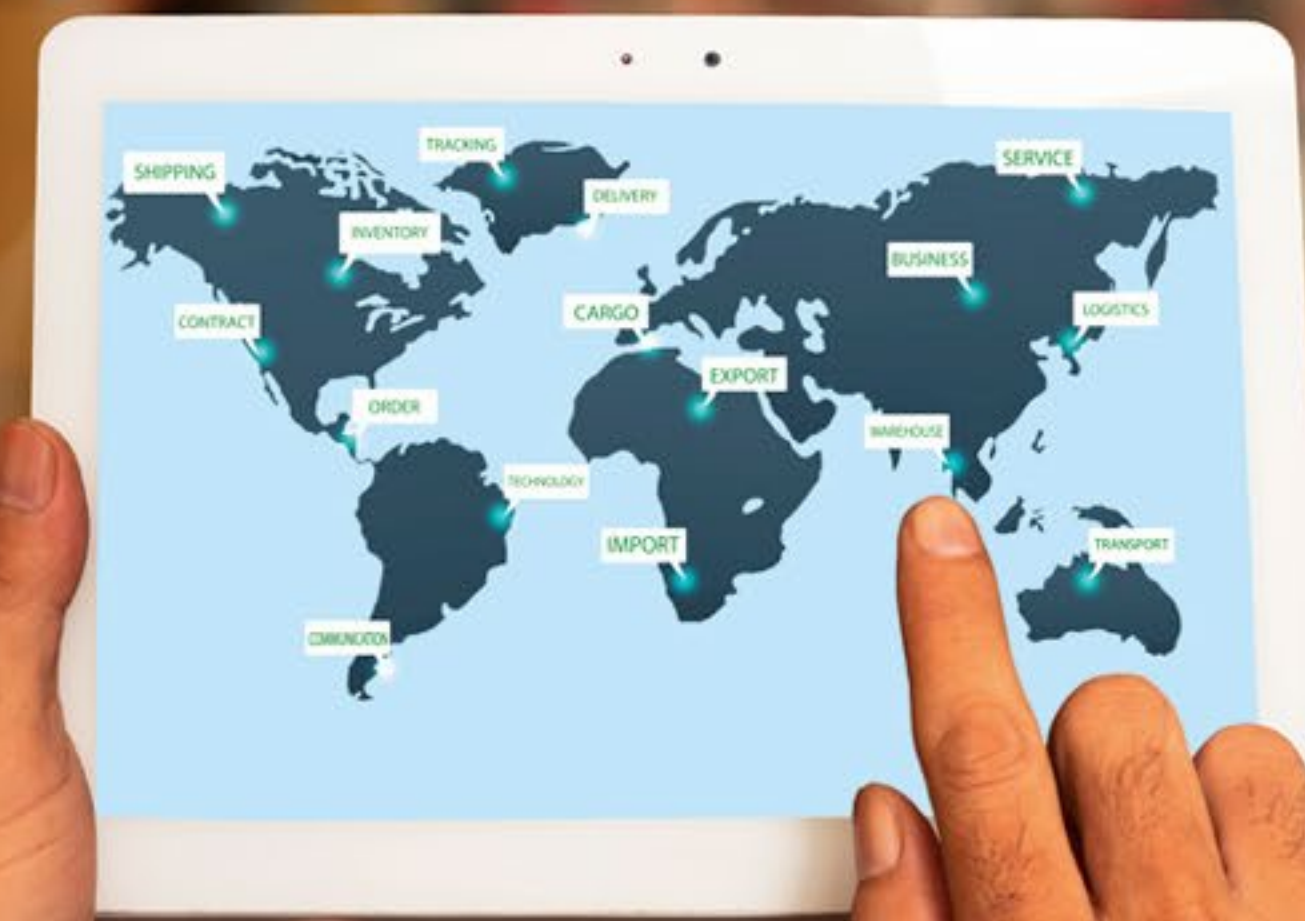 TRACKING
SERVICE
SHIPPING
DELIVERY
INVENTORY
BUSINESS
CARGO
LOGISTICS
CONTRACT
EXPORT
ORDER
WAREHOUSE
TECHNOLOGY
IMPORT
TRANSPORT
COMMUNICATION